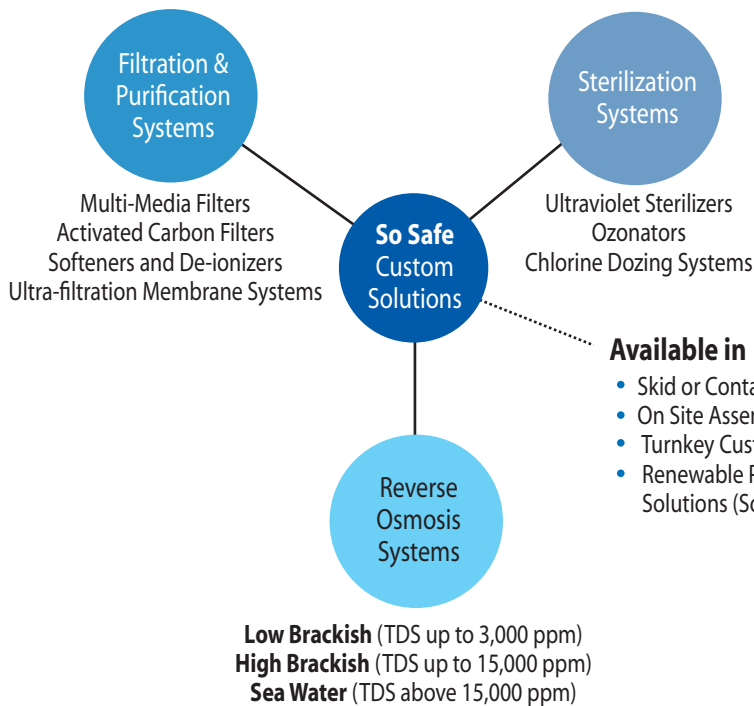 Filtration &
Purification
Systems
Multi-Media Filters
Activated Carbon Filters
Softeners and De-ionizers
Ultra-filtration Membrane Systems
Sterilization
Systems
Ultraviolet Sterilizers
Ozonators
Chlorine Dozing Systems
So Safe
Custom
Solutions
Available in
• Skid or
• On Site
• Turnkey
• Renewable
Solutions
Reverse
Osmosis
Systems
Low Brackish (TDS up to 3,000 ppm)
High Brackish (TDS up to 15,000 ppm)
Sea Water (TDS above 15,000 ppm)